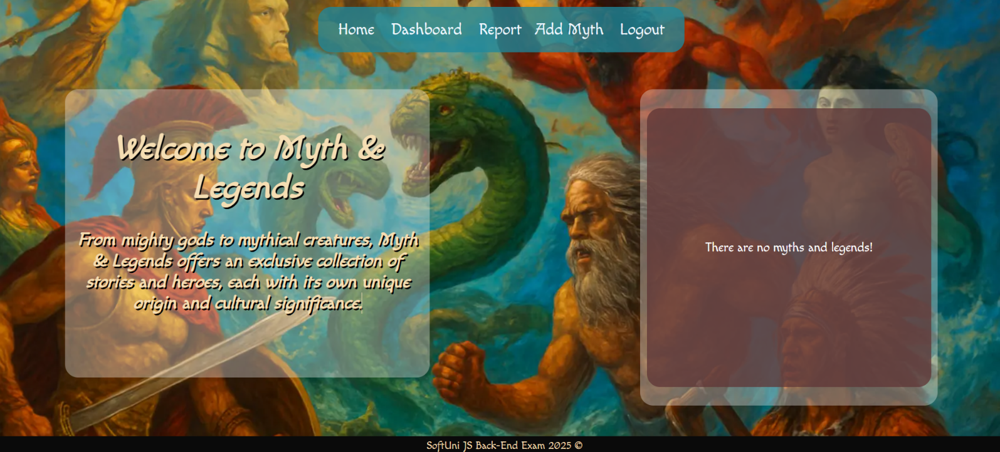 Home Dashboard Report Add Myth Logout
Welcome to Myth &
Legends
From mighty gods to mythical creatures, Myth
& Legends offers an exclusive collection of
stories and heroes, each with its own unique
origin and cultural significance.
There are no myths and legends!
SoftUni JS Back-End Exam 2025 ©